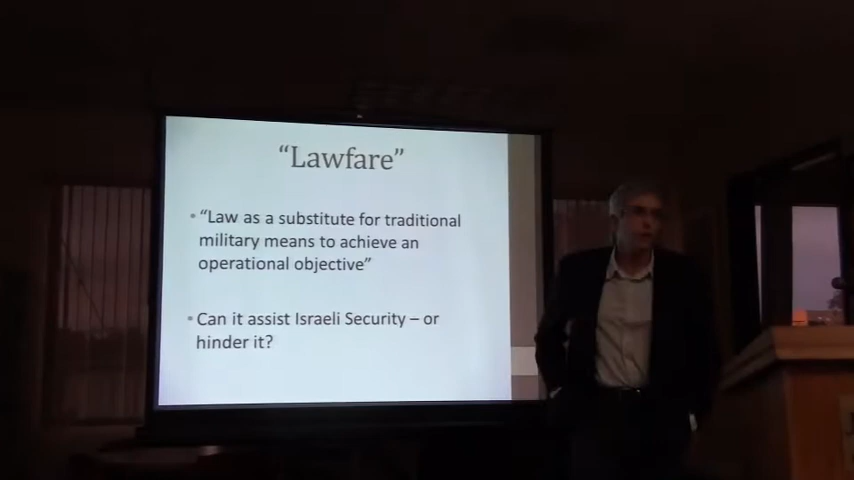 “Lawfare”
• “Law as a substitute for traditional
military means to achieve an
operational objective”
• Can it assist Israeli Security – or
hinder it?